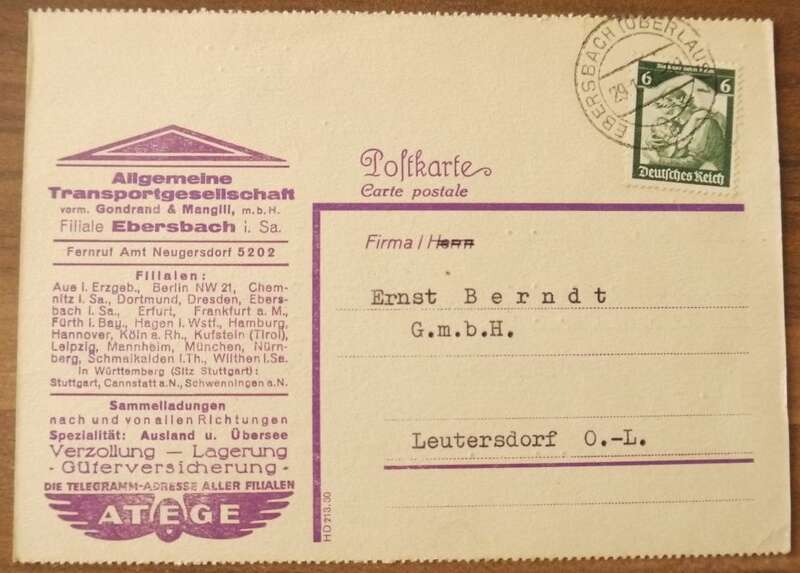 Allgemeine
Transportgesellschaft
vorm. Gondrand & Mangili, m.b.H.
Filiale Ebersbach i. Sa.
Fernruf Amt Neugersdorf 5202
Filialen:
Aue i. Erzgeb., Berlin NW 21, Chem-
nitz i. Sa., Dortmund, Dresden, Ebers-
bach i. Sa., Erfurt, Frankfurt a. M.,
Fürth i. Bay., Hagen i. Wstf., Hamburg,
Hannover, Köln a. Rh., Kufstein (Tirol),
Leipzig, Mannheim, München, Nürn-
berg, Schmalkalden i. Th., Wilthen i. Sa.
in Württemberg (Sitz Stuttgart):
Stuttgart, Cannstatt a. N., Schwenningen a. N.
Sammelladungen
nach und von allen Richtungen
Spezialität: Ausland u. Übersee
Verzollung — Lagerung
- Güterversicherung -
DIE TELEGRAMM-ADRESSE ALLER FILIALEN
ATEGE
HD 213.30
Postkarte
Carte postale
EBERSBACH (OBERLAUS
29.
6 6
Deutsches Reich
Firma / Herrn
Ernst Berndt
G.m.b.H.
Leutersdorf O.-L.